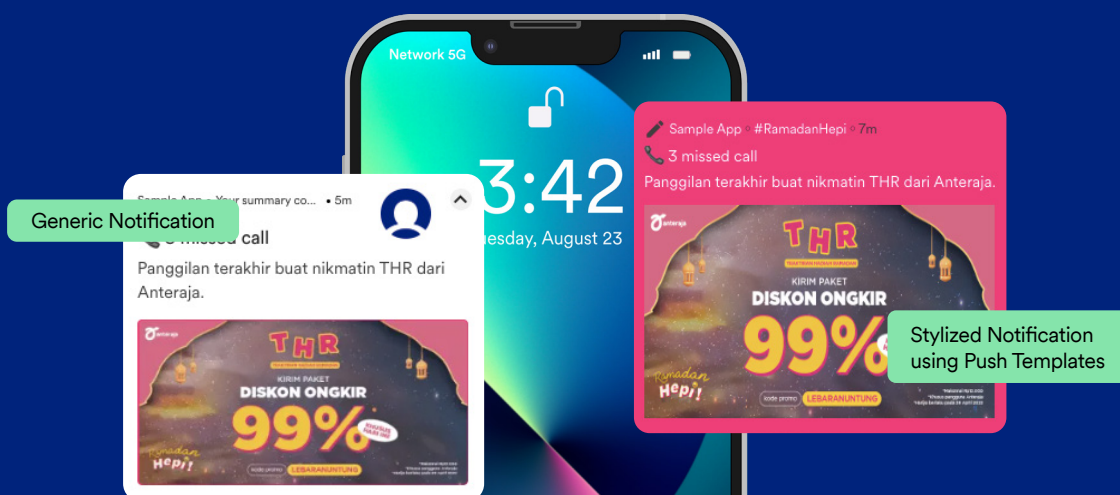 Network 5G
3:42
uesday, August 23
Generic Notification
Sample App • Your summary co... • 5m
3 missed call
Panggilan terakhir buat nikmatin THR dari
Anteraja.
anteraja
THR
KIRIM PAKET
DISKON ONGKIR
99%
Ramadan
Hepi!
kode promo
LEBARANUNTUNG
Sample App • #RamadanHepi • 7m
3 missed call
Panggilan terakhir buat nikmatin THR dari Anteraja.
anteraja
THR
KIRIM PAKET
DISKON ONGKIR
99%
Ramadan
Hepi!
kode promo
LEBARANUNTUNG
Stylized Notification
using Push Templates